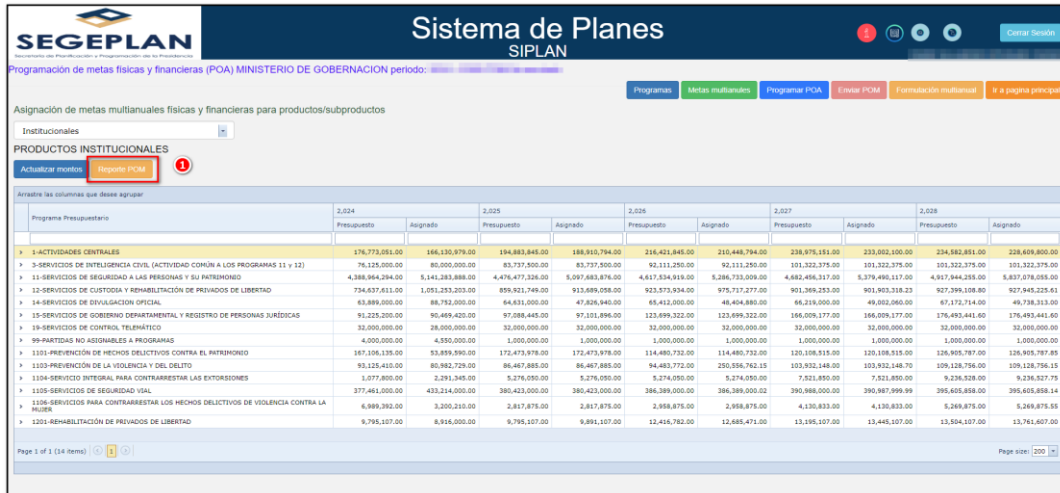 SEGEPLAN
Secretaría de Planificación y Programación de la Presidencia
Sistema de Planes
SIPLAN
Cerrar Sesión
Programación de metas físicas y financieras (POA) MINISTERIO DE GOBERNACION periodo:
Programas Metas multianules Programar POA Enviar POM Formulación multianual Ir a pagina principal
Asignación de metas multianuales físicas y financieras para productos/subproductos
Institucionales
PRODUCTOS INSTITUCIONALES
Actualizar montos Reporte POM 1
Arrastre las columnas que desee agrupar
Programa Presupuestario 2,024 2,025 2,026 2,027 2,028
Presupuesto Asignado Presupuesto Asignado Presupuesto Asignado Presupuesto Asignado Presupuesto Asignado
1-ACTIVIDADES CENTRALES 176,773,051.00 166,130,979.00 194,883,845.00 188,910,794.00 216,421,845.00 210,448,794.00 238,975,151.00 233,002,100.00 234,582,851.00 228,609,800.00
3-SERVICIOS DE INTELIGENCIA CIVIL (ACTIVIDAD COMÚN A LOS PROGRAMAS 11 y 12) 76,125,000.00 80,000,000.00 83,737,500.00 83,737,500.00 92,111,250.00 92,111,250.00 101,322,375.00 101,322,375.00 101,322,375.00 101,322,375.00
11-SERVICIOS DE SEGURIDAD A LAS PERSONAS Y SU PATRIMONIO 4,388,964,294.00 5,141,283,888.00 4,476,477,326.00 5,097,683,876.00 4,617,534,919.00 5,286,733,009.00 4,682,456,317.00 5,379,490,117.00 4,917,944,255.00 5,837,078,055.00
12-SERVICIOS DE CUSTODIA Y REHABILITACIÓN DE PRIVADOS DE LIBERTAD 734,637,611.00 1,051,253,203.00 859,921,749.00 913,689,058.00 923,573,934.00 975,717,277.00 901,369,253.00 901,903,318.23 927,399,108.80 927,945,225.61
14-SERVICIOS DE DIVULGACION OFICIAL 63,889,000.00 88,752,000.00 64,631,000.00 47,826,940.00 65,412,000.00 48,404,880.00 66,219,000.00 49,002,060.00 67,172,714.00 49,738,313.00
15-SERVICIOS DE GOBIERNO DEPARTAMENTAL Y REGISTRO DE PERSONAS JURÍDICAS 91,225,200.00 90,469,420.00 97,088,445.00 97,101,896.00 123,699,322.00 123,699,322.00 166,009,177.00 166,009,177.00 176,493,441.60 176,493,441.60
19-SERVICIOS DE CONTROL TELEMÁTICO 32,000,000.00 28,000,000.00 32,000,000.00 32,000,000.00 32,000,000.00 32,000,000.00 32,000,000.00 32,000,000.00 32,000,000.00 32,000,000.00
99-PARTIDAS NO ASIGNABLES A PROGRAMAS 4,000,000.00 4,550,000.00 1,000,000.00 1,000,000.00 1,000,000.00 1,000,000.00 1,000,000.00 1,000,000.00 1,000,000.00 1,000,000.00
1101-PREVENCIÓN DE HECHOS DELICTIVOS CONTRA EL PATRIMONIO 167,106,135.00 53,859,590.00 172,473,978.00 172,473,978.00 114,480,732.00 114,480,732.00 120,108,515.00 120,108,515.00 126,905,787.00 126,905,787.85
1103-PREVENCIÓN DE LA VIOLENCIA Y DEL DELITO 93,125,410.00 80,982,729.00 86,467,885.00 86,467,885.00 94,483,772.00 250,556,762.15 103,932,148.00 103,932,148.70 109,128,756.00 109,128,756.15
1104-SERVICIO INTEGRAL PARA CONTRARRESTAR LAS EXTORSIONES 1,077,800.00 2,291,345.00 5,276,050.00 5,276,050.00 5,274,050.00 5,274,050.00 7,521,850.00 7,521,850.00 9,236,528.00 9,236,527.75
1105-SERVICIOS DE SEGURIDAD VIAL 377,461,000.00 433,214,000.00 380,423,000.00 380,423,000.00 386,389,000.00 386,389,000.02 390,988,000.00 390,987,999.99 395,605,858.00 395,605,858.14
1106-SERVICIOS PARA CONTRARRESTAR LOS HECHOS DELICTIVOS DE VIOLENCIA CONTRA LA MUJER 6,989,392.00 3,200,210.00 2,817,875.00 2,817,875.00 2,958,875.00 2,958,875.00 4,130,833.00 4,130,833.00 5,269,875.00 5,269,875.55
1201-REHABILITACIÓN DE PRIVADOS DE LIBERTAD 9,795,107.00 8,916,000.00 9,795,107.00 9,891,107.00 12,416,782.00 12,685,471.00 13,195,107.00 13,445,107.00 13,504,107.00 13,761,607.00
Page 1 of 1 (14 items) 1 Page size: 200